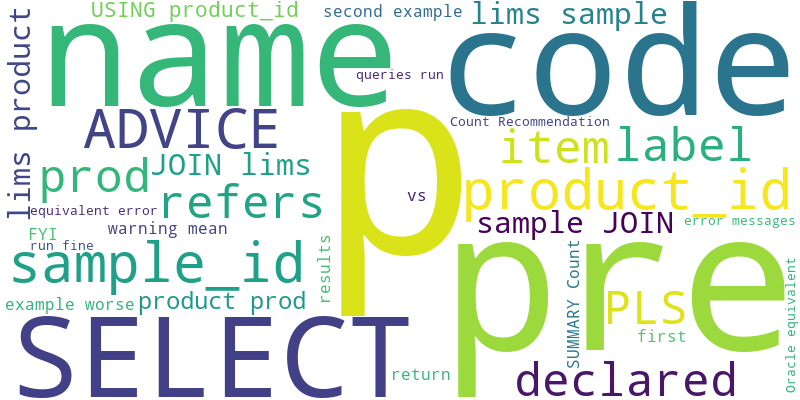 USING product_id
second example
lims sample
name
code
lims product
queries run
p
ADVICE
Count Recommendation
item
label
prod
JOIN lims
refers
vs
product_id
equivalent error
sample JOIN
error messages
FYI
warning mean
run fine
sample_id
results
pre
SUMMARY Count
Oracle equivalent
example worse
product prod
PLS
SELECT
first
return
declared